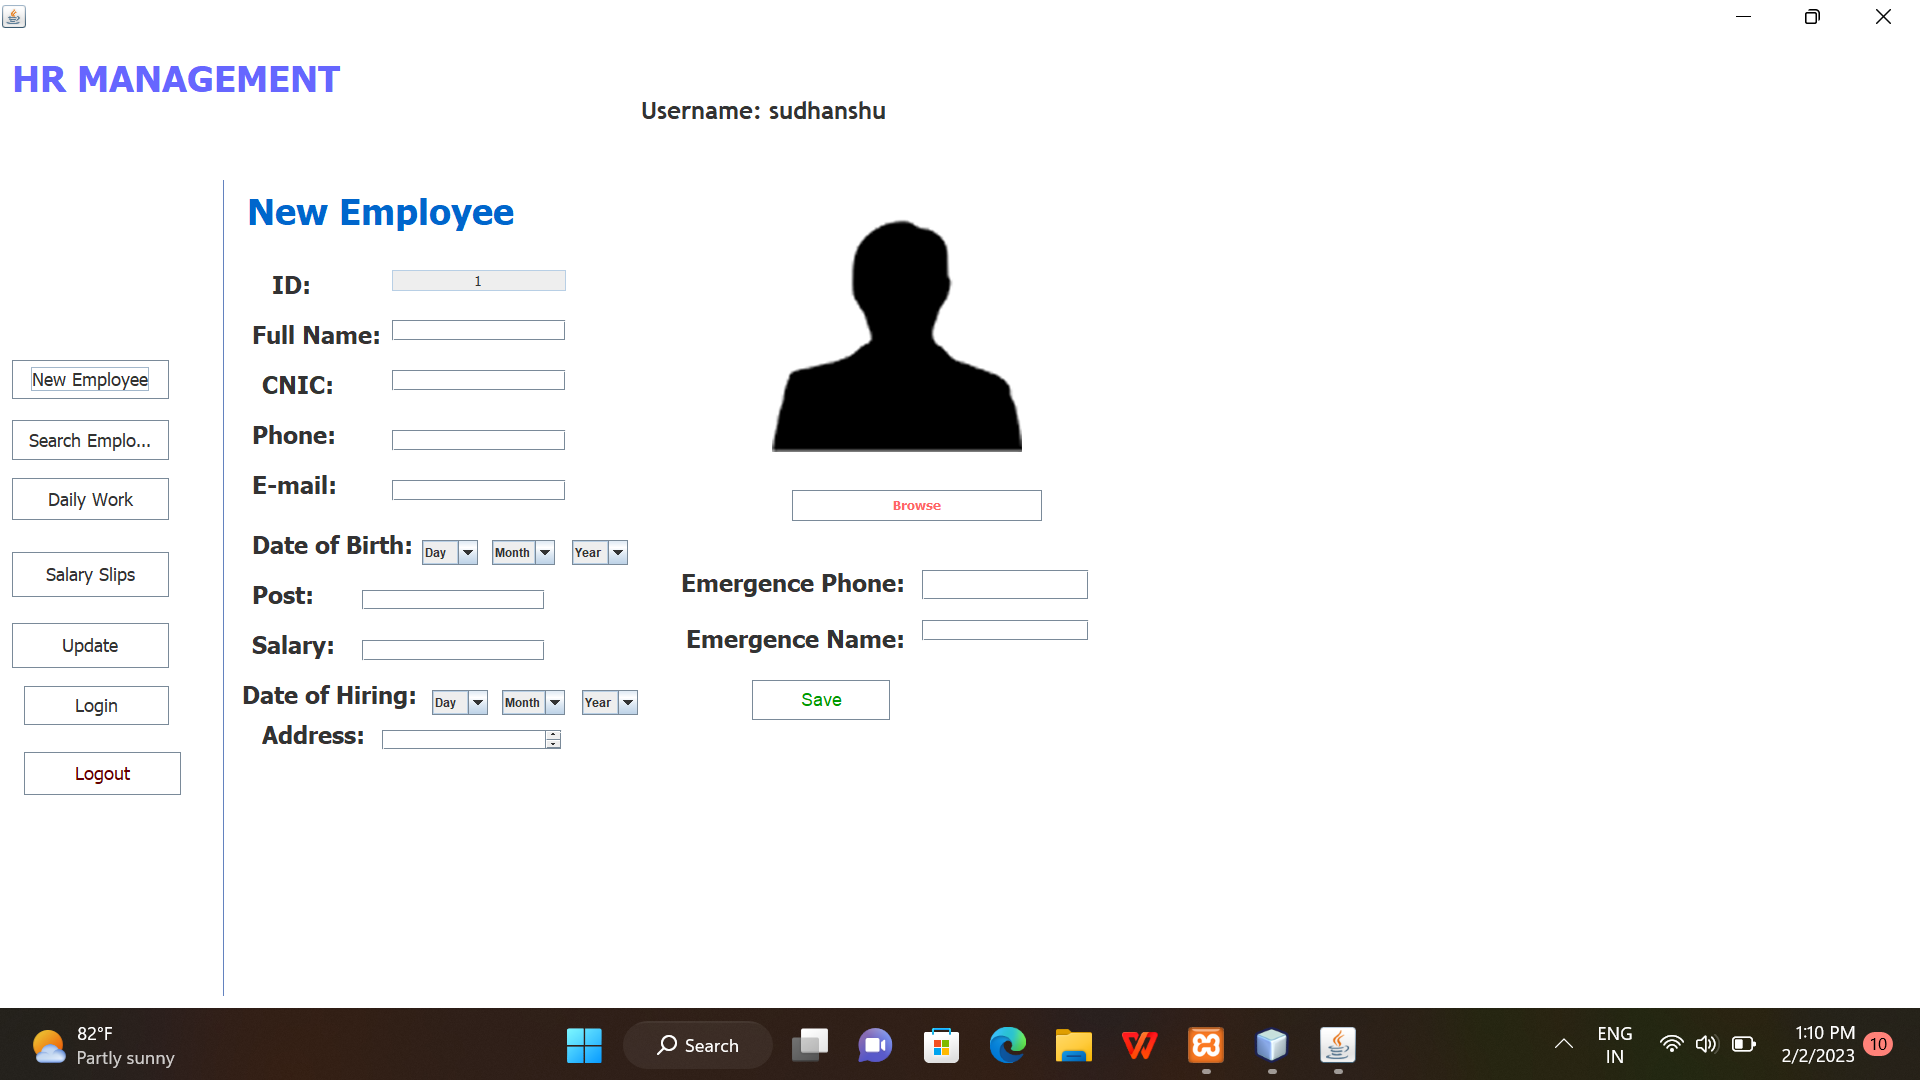 HR MANAGEMENT
Username: sudhanshu
New Employee
Search Emplo...
Daily Work
Salary Slips
Update
Login
Logout
New Employee
ID: 1
Full Name:
CNIC:
Phone:
E-mail:
Date of Birth: Day Month Year
Post:
Salary:
Date of Hiring: Day Month Year
Address:
Browse
Emergence Phone:
Emergence Name:
Save
82°F
Partly sunny
Search
ENG
IN
1:10 PM
2/2/2023
10